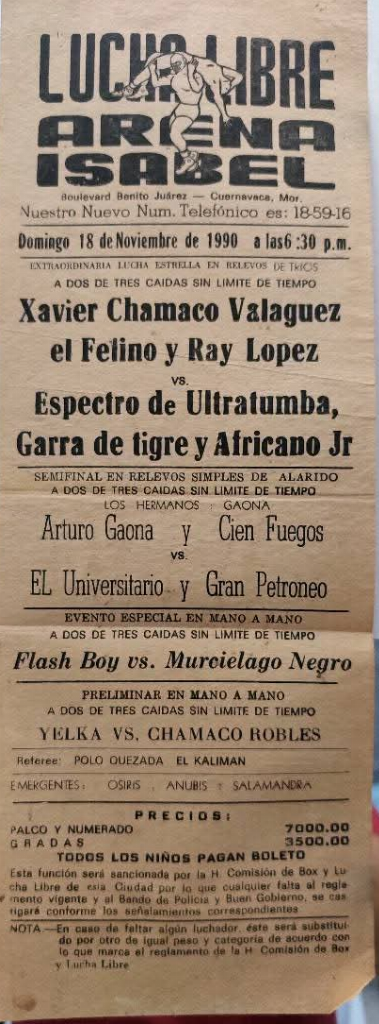 LUCHA LIBRE
ARENA
ISABEL
Boulevard Benito Juárez — Cuernavaca, Mor.
Nuestro Nuevo Num. Telefónico es: 18-59-16
Domingo 18 de Noviembre de 1990 a las 6:30 p.m.
EXTRAORDINARIA LUCHA ESTRELLA EN RELEVOS DE TRIOS
A DOS DE TRES CAIDAS SIN LIMITE DE TIEMPO
Xavier Chamaco Valaguez
el Felino y Ray Lopez
vs.
Espectro de Ultratumba,
Garra de tigre y Africano Jr
SEMIFINAL EN RELEVOS SIMPLES DE ALARIDO
A DOS DE TRES CAIDAS SIN LIMITE DE TIEMPO
LOS HERMANOS : GAONA
Arturo Gaona y Cien Fuegos
vs.
EL Universitario y Gran Petroneo
EVENTO ESPECIAL EN MANO A MANO
A DOS DE TRES CAIDAS SIN LIMITE DE TIEMPO
Flash Boy vs. Murcielago Negro
PRELIMINAR EN MANO A MANO
A DOS DE TRES CAIDAS SIN LIMITE DE TIEMPO
YELKA VS. CHAMACO ROBLES
Referee: POLO QUEZADA EL KALIMAN
EMERGENTES: OSIRIS . ANUBIS : SALAMANDRA
PRECIOS:
PALCO Y NUMERADO 7000.00
GRADAS 3500.00
TODOS LOS NIÑOS PAGAN BOLETO
Esta función será sancionada por la H. Comisión de Box y Lu
cha Libre de esta Ciudad por lo que cualquier falta al regla
mento vigente y al Bando de Policía y Buen Gobierno, se cas
tigará conforme los señalamientos correspondientes
NOTA.—En caso de faltar algún luchador, éste será substitui
do por otro de igual peso y categoría de acuerdo con
lo que marca el reglamento de la H. Comisión de Box
y Lucha Libre